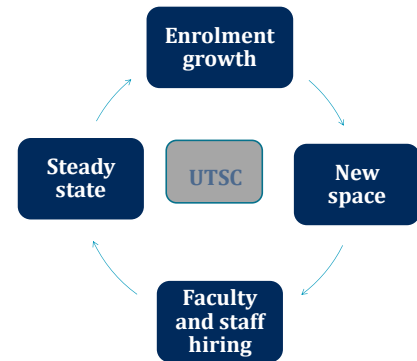 Enrolment
growth
Steady
state
UTSC
New
space
Faculty
and staff
hiring